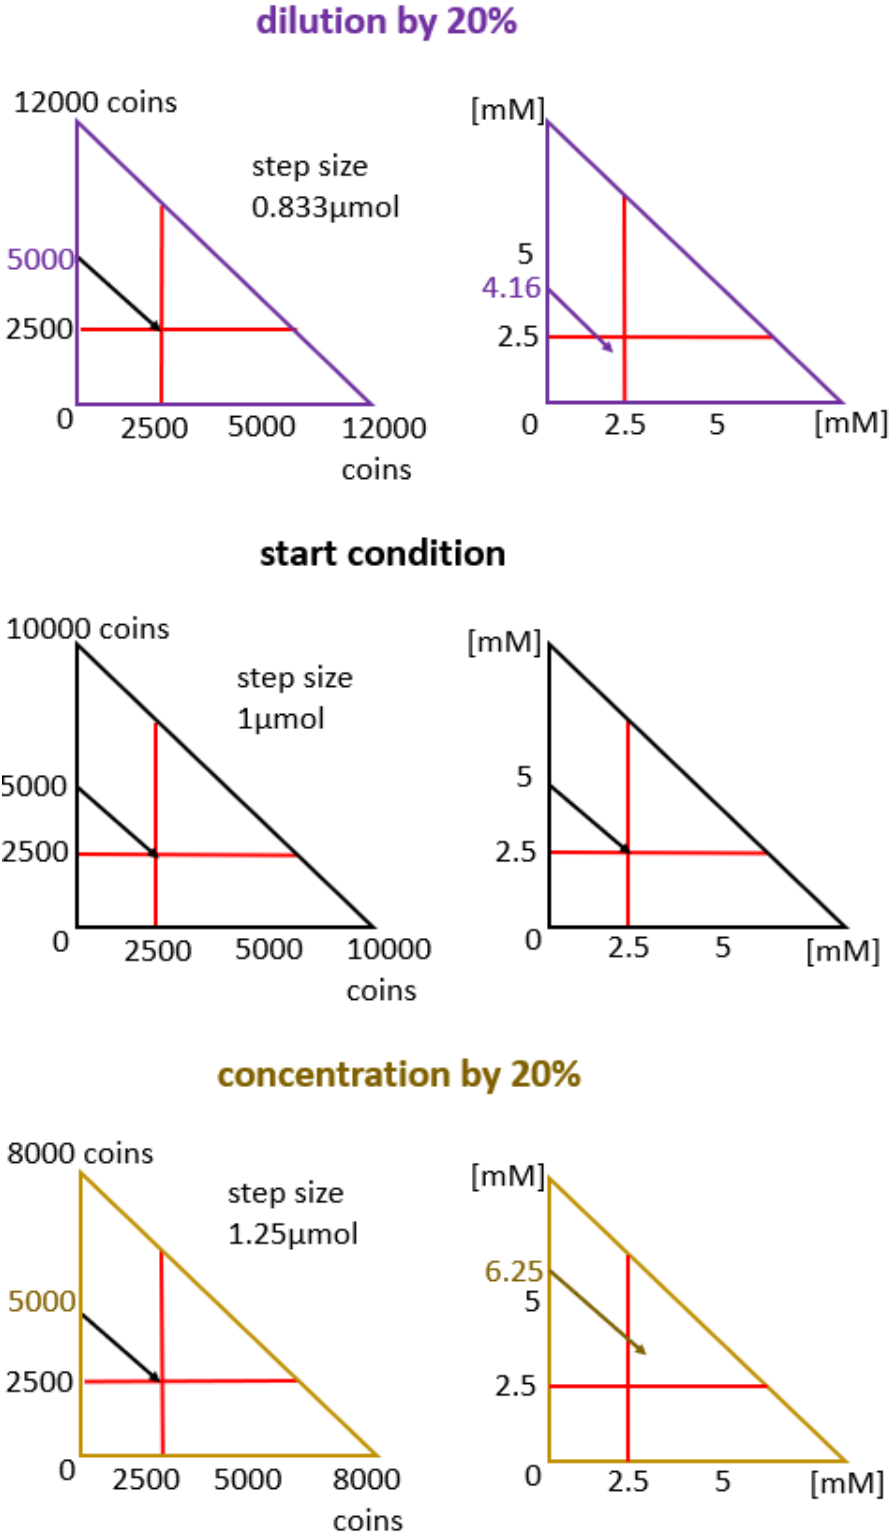 dilution by 20%
12000 coins
step size
0.833µmol
5000
2500
0
2500
5000
12000
coins
[mM]
5
4.16
2.5
0
2.5
5
[mM]
start condition
10000 coins
step size
1µmol
5000
2500
0
2500
5000
10000
coins
[mM]
5
2.5
0
2.5
5
[mM]
concentration by 20%
8000 coins
step size
1.25µmol
5000
2500
0
2500
5000
8000
coins
[mM]
6.25
5
2.5
0
2.5
5
[mM]